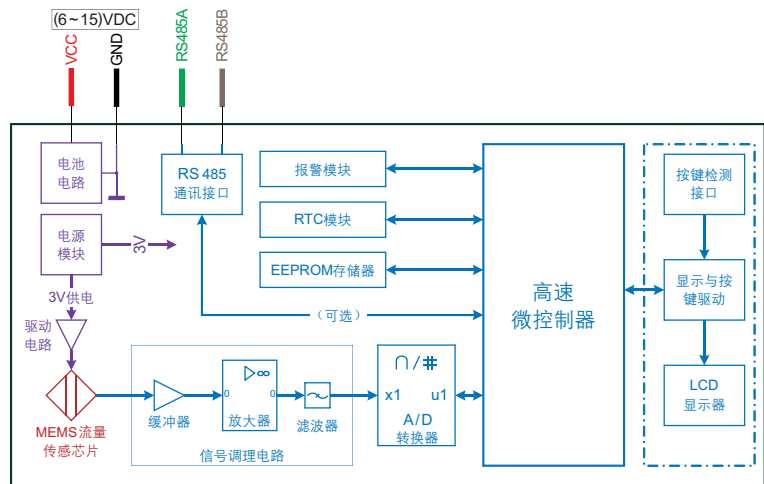 (6~15)VDC
VCC
GND
RS485A
RS485B
电池
电路
RS 485
通讯接口
报警模块
按键检测
接口
RTC模块
电源
模块
3V
EEPROM存储器
高速
微控制器
显示与按
键驱动
3V供电
(可选)
驱动
电路
∩/#
x1 u1
A/D
转换器
▷∞
0 0
放大器
缓冲器
滤波器
LCD
显示器
MEMS流量
传感芯片
信号调理电路